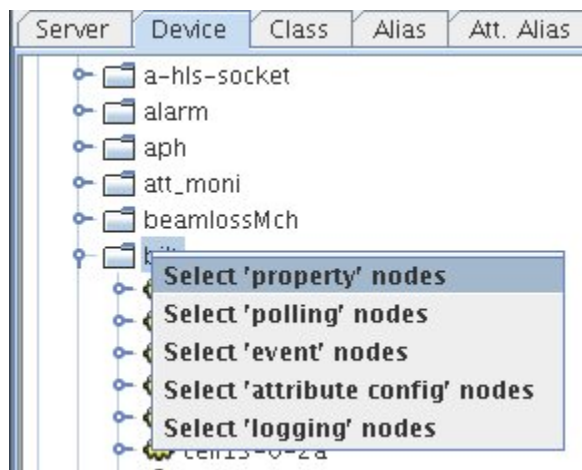 Server Device Class Alias Att. Alias
a-hls-socket
alarm
aph
att_moni
beamlossMch
Select 'property' nodes
Select 'polling' nodes
Select 'event' nodes
Select 'attribute config' nodes
Select 'logging' nodes